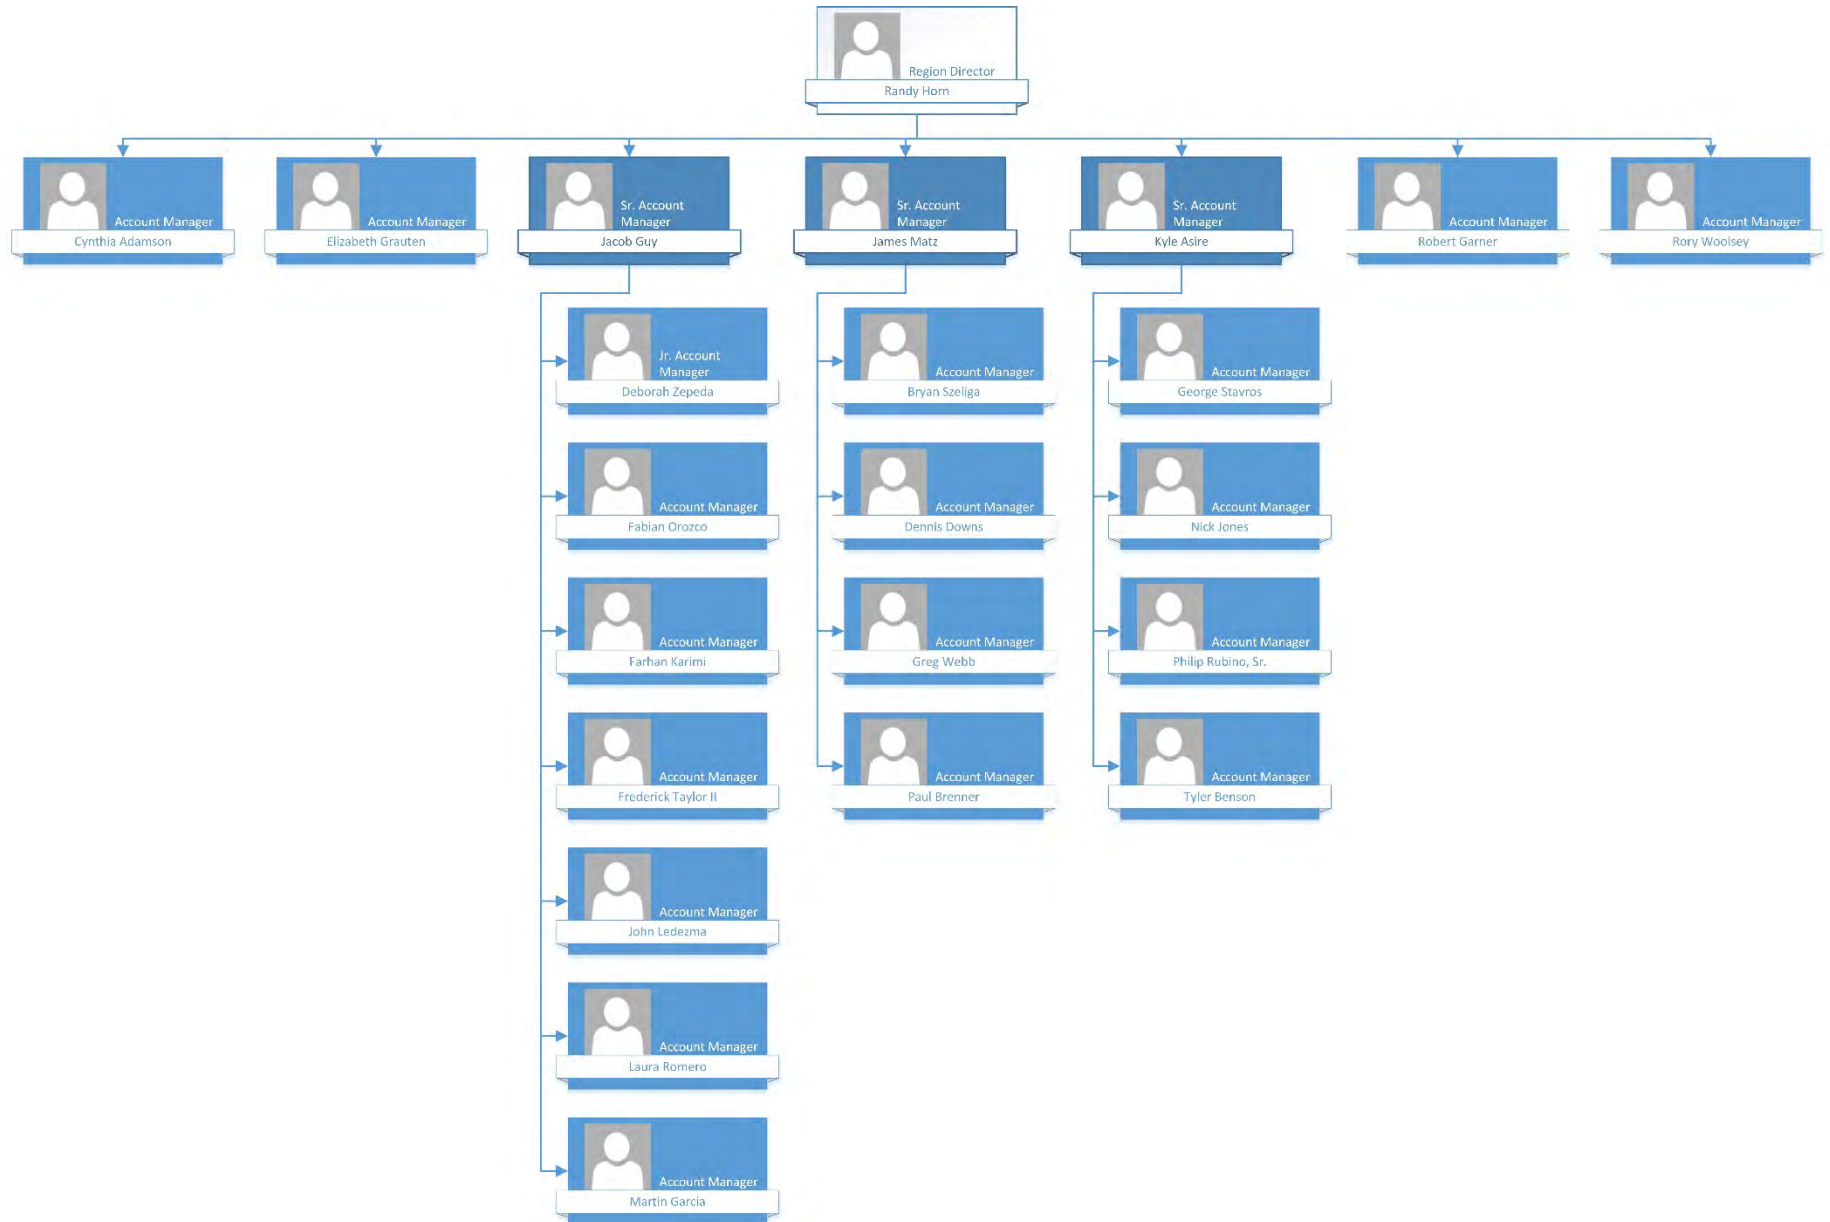 Region Director
Randy Horn
Account Manager
Cynthia Adamson
Account Manager
Elizabeth Grauten
Sr. Account
Manager
Jacob Guy
Sr. Account
Manager
James Matz
Sr. Account
Manager
Kyle Asire
Account Manager
Robert Garner
Account Manager
Rory Woolsey
Jr. Account
Manager
Deborah Zepeda
Account Manager
Fabian Orozco
Account Manager
Farhan Karimi
Account Manager
Frederick Taylor II
Account Manager
John Ledezma
Account Manager
Laura Romero
Account Manager
Martin Garcia
Account Manager
Bryan Szeliga
Account Manager
Dennis Downs
Account Manager
Greg Webb
Account Manager
Paul Brenner
Account Manager
George Stavros
Account Manager
Nick Jones
Account Manager
Philip Rubino, Sr.
Account Manager
Tyler Benson